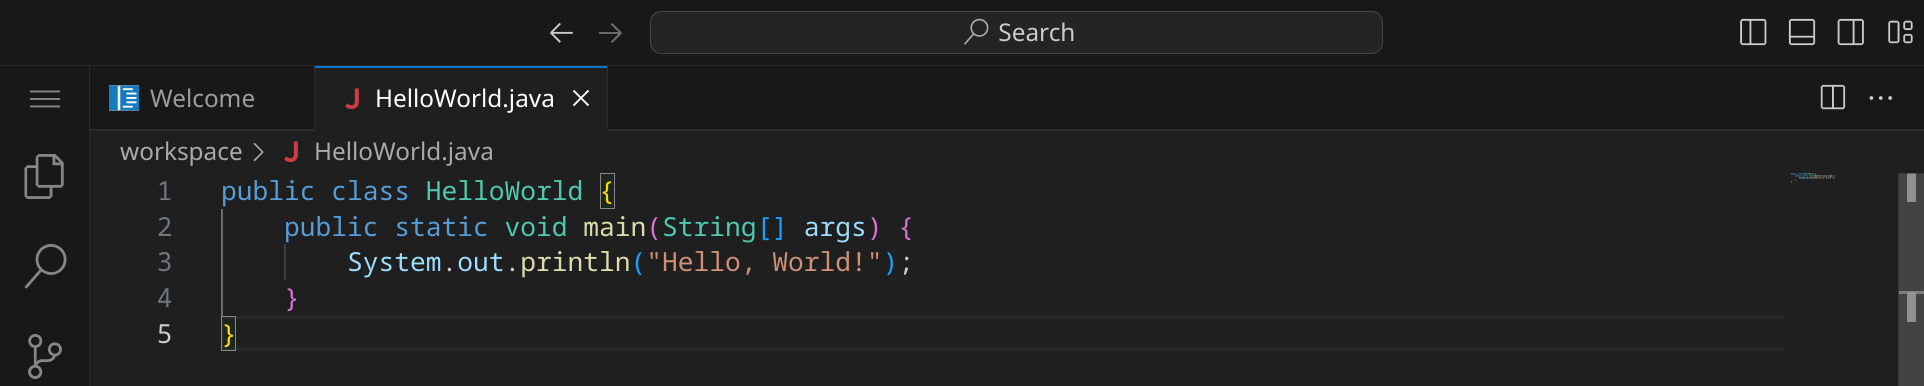 Search
Welcome
HelloWorld.java
workspace > HelloWorld.java
1 public class HelloWorld {
2     public static void main(String[] args) {
3         System.out.println("Hello, World!");
4     }
5 }